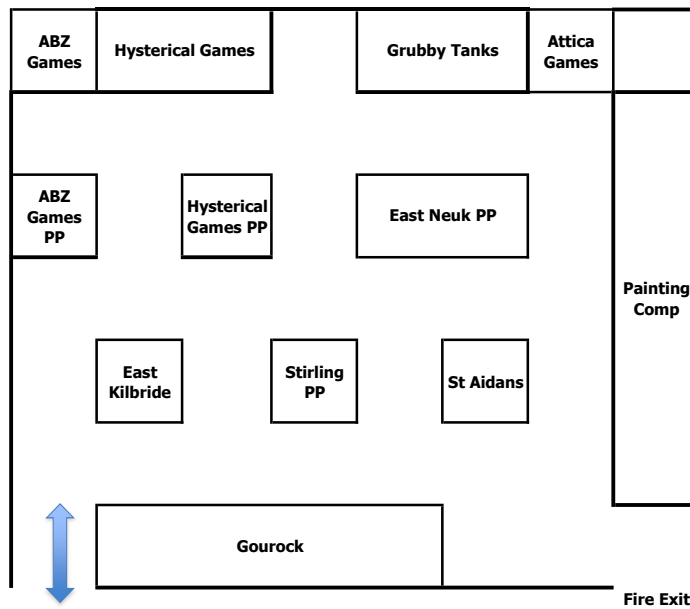 ABZ
Games
Hysterical Games
Grubby Tanks
Attica
Games
ABZ
Games
PP
Hysterical
Games PP
East Neuk PP
Painting
Comp
East
Kilbride
Stirling
PP
St Aidans
Gourock
Fire Exit